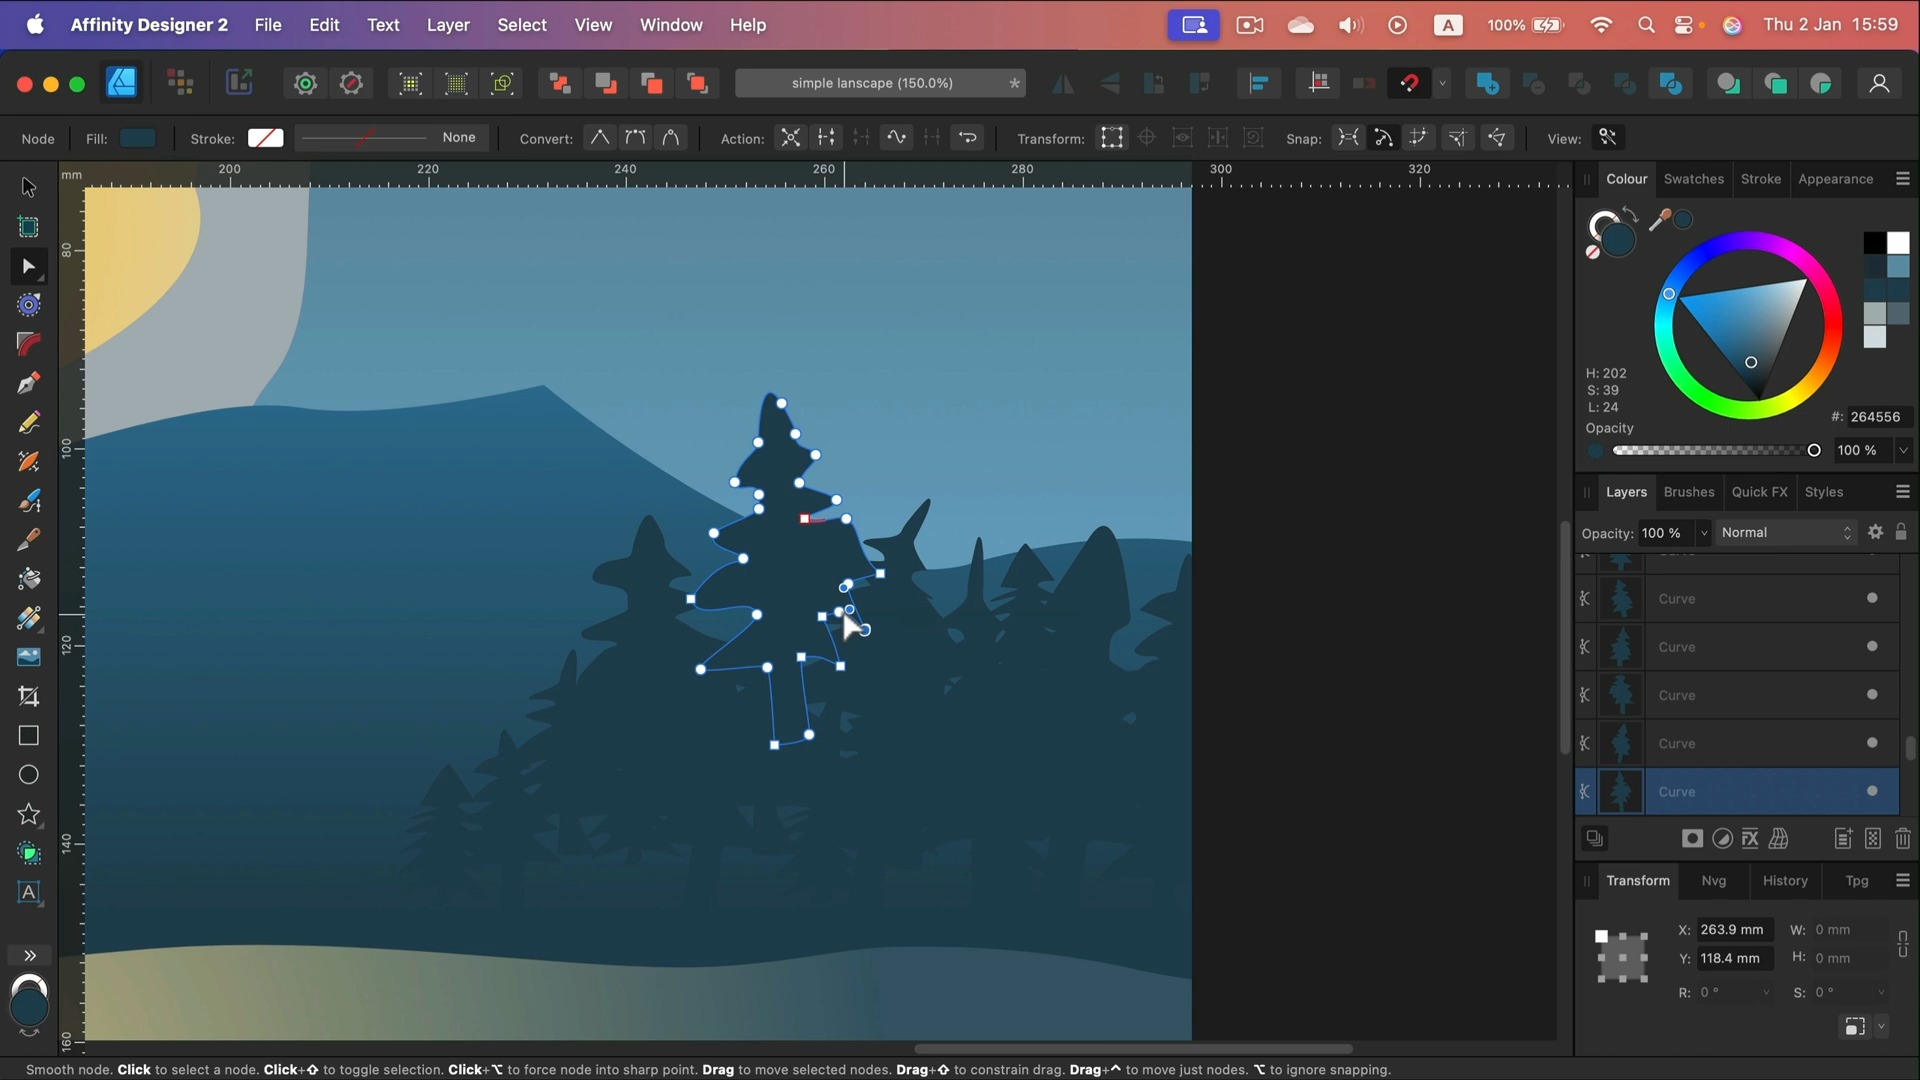 Affinity Designer 2 File Edit Text Layer Select View Window Help A 100% Thu 2 Jan 15:59
simple lanscape (150.0%) *
Node Fill: Stroke: None Convert: Action: Transform: Snap: View:
mm 200 220 240 260 280 300 320
80
100
120
140
160
Colour Swatches Stroke Appearance
H: 202
S: 39
L: 24
#: 264556
Opacity
100 %
Layers Brushes Quick FX Styles
Opacity: 100 % Normal
Curve
Curve
Curve
Curve
Curve
FX
Transform Nvg History Tpg
X: 263.9 mm W: 0 mm
Y: 118.4 mm H: 0 mm
R: 0 ° S: 0 °
A
Smooth node. Click to select a node. Click+⇧ to toggle selection. Click+⌥ to force node into sharp point. Drag to move selected nodes. Drag+⇧ to constrain drag. Drag+^ to move just nodes. ⌥ to ignore snapping.